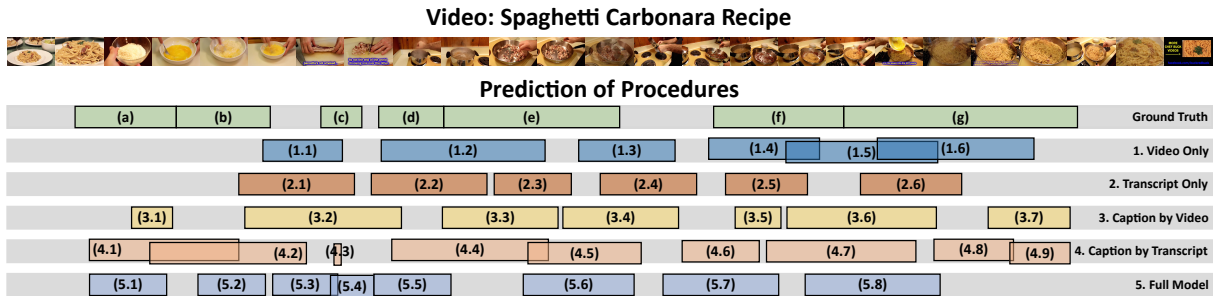 Video: Spaghetti Carbonara Recipe
Prediction of Procedures
(a) (b) (c) (d) (e) (f) (g) Ground Truth
(1.1) (1.2) (1.3) (1.4) (1.5) (1.6) 1. Video Only
(2.1) (2.2) (2.3) (2.4) (2.5) (2.6) 2. Transcript Only
(3.1) (3.2) (3.3) (3.4) (3.5) (3.6) (3.7) 3. Caption by Video
(4.1) (4.2) (4.3) (4.4) (4.5) (4.6) (4.7) (4.8) (4.9) 4. Caption by Transcript
(5.1) (5.2) (5.3) (5.4) (5.5) (5.6) (5.7) (5.8) 5. Full Model